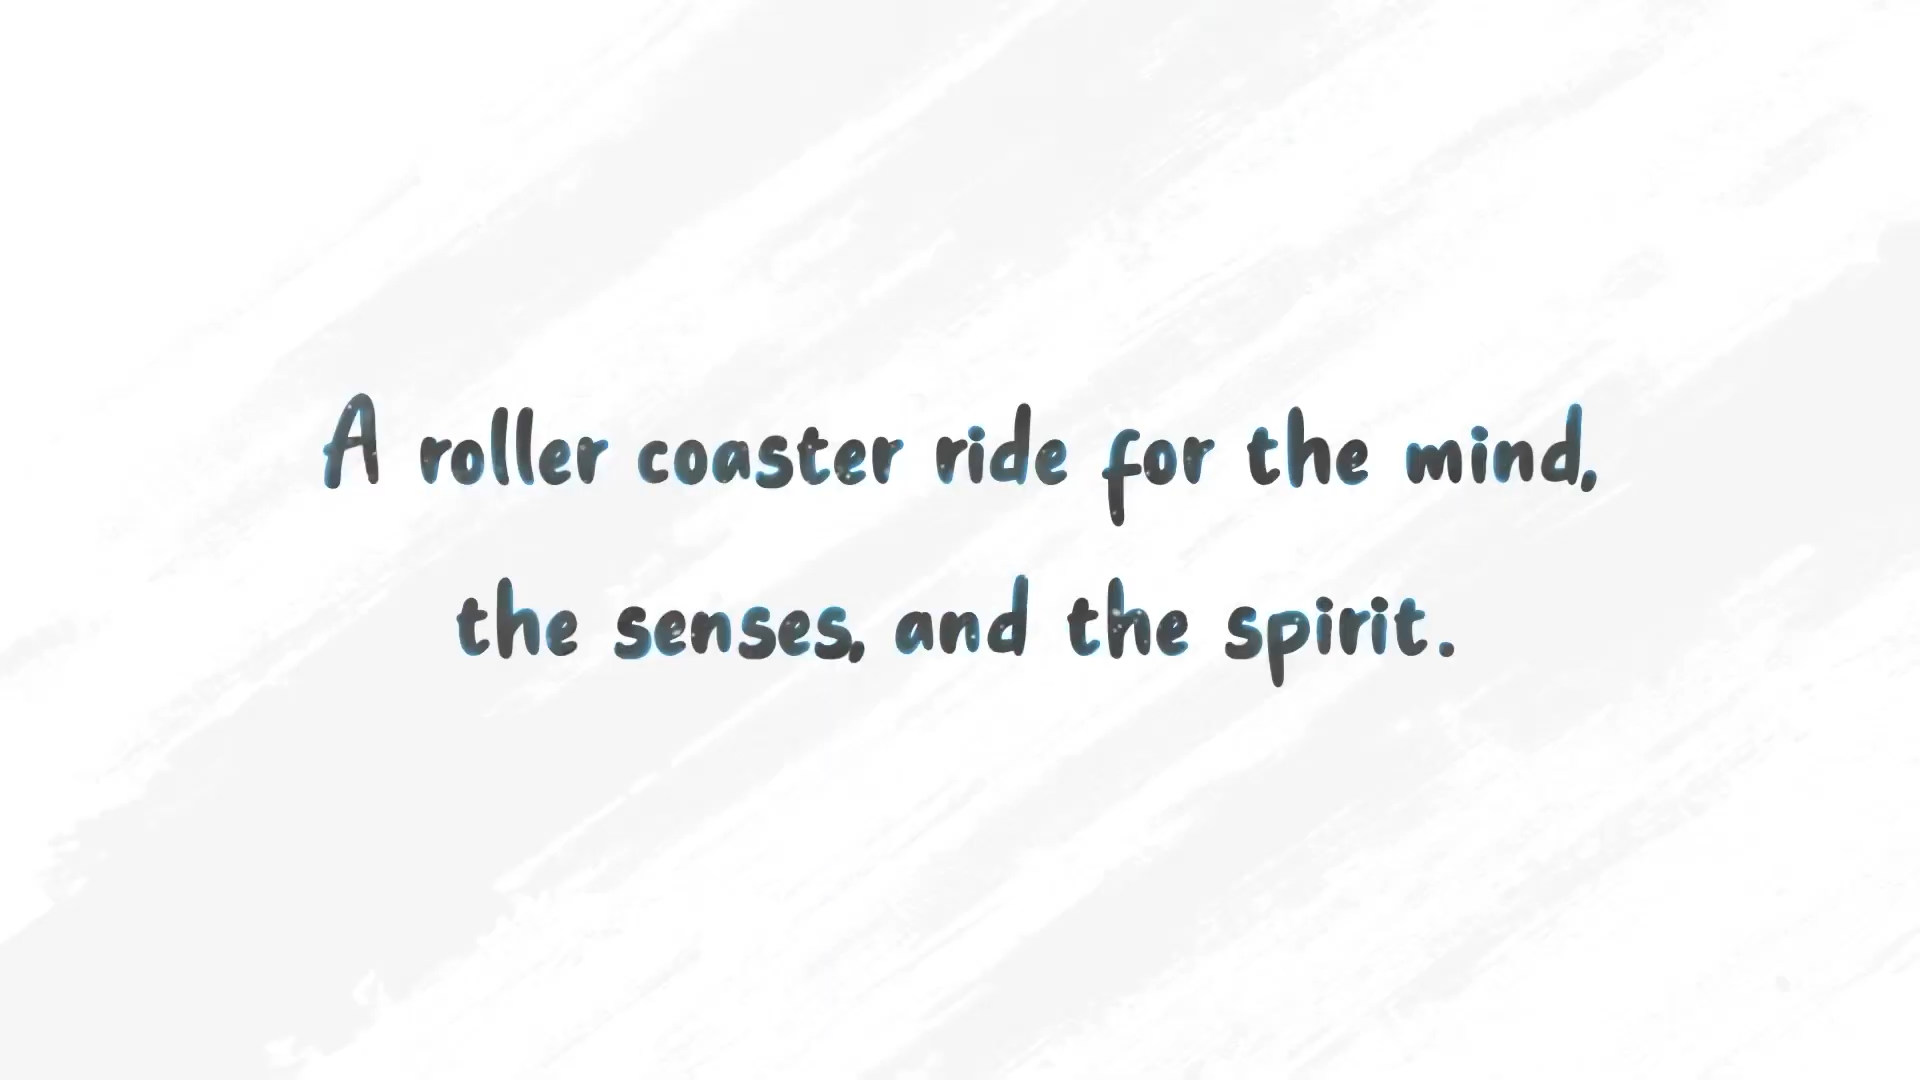 A roller coaster ride for the mind,
the senses, and the spirit.